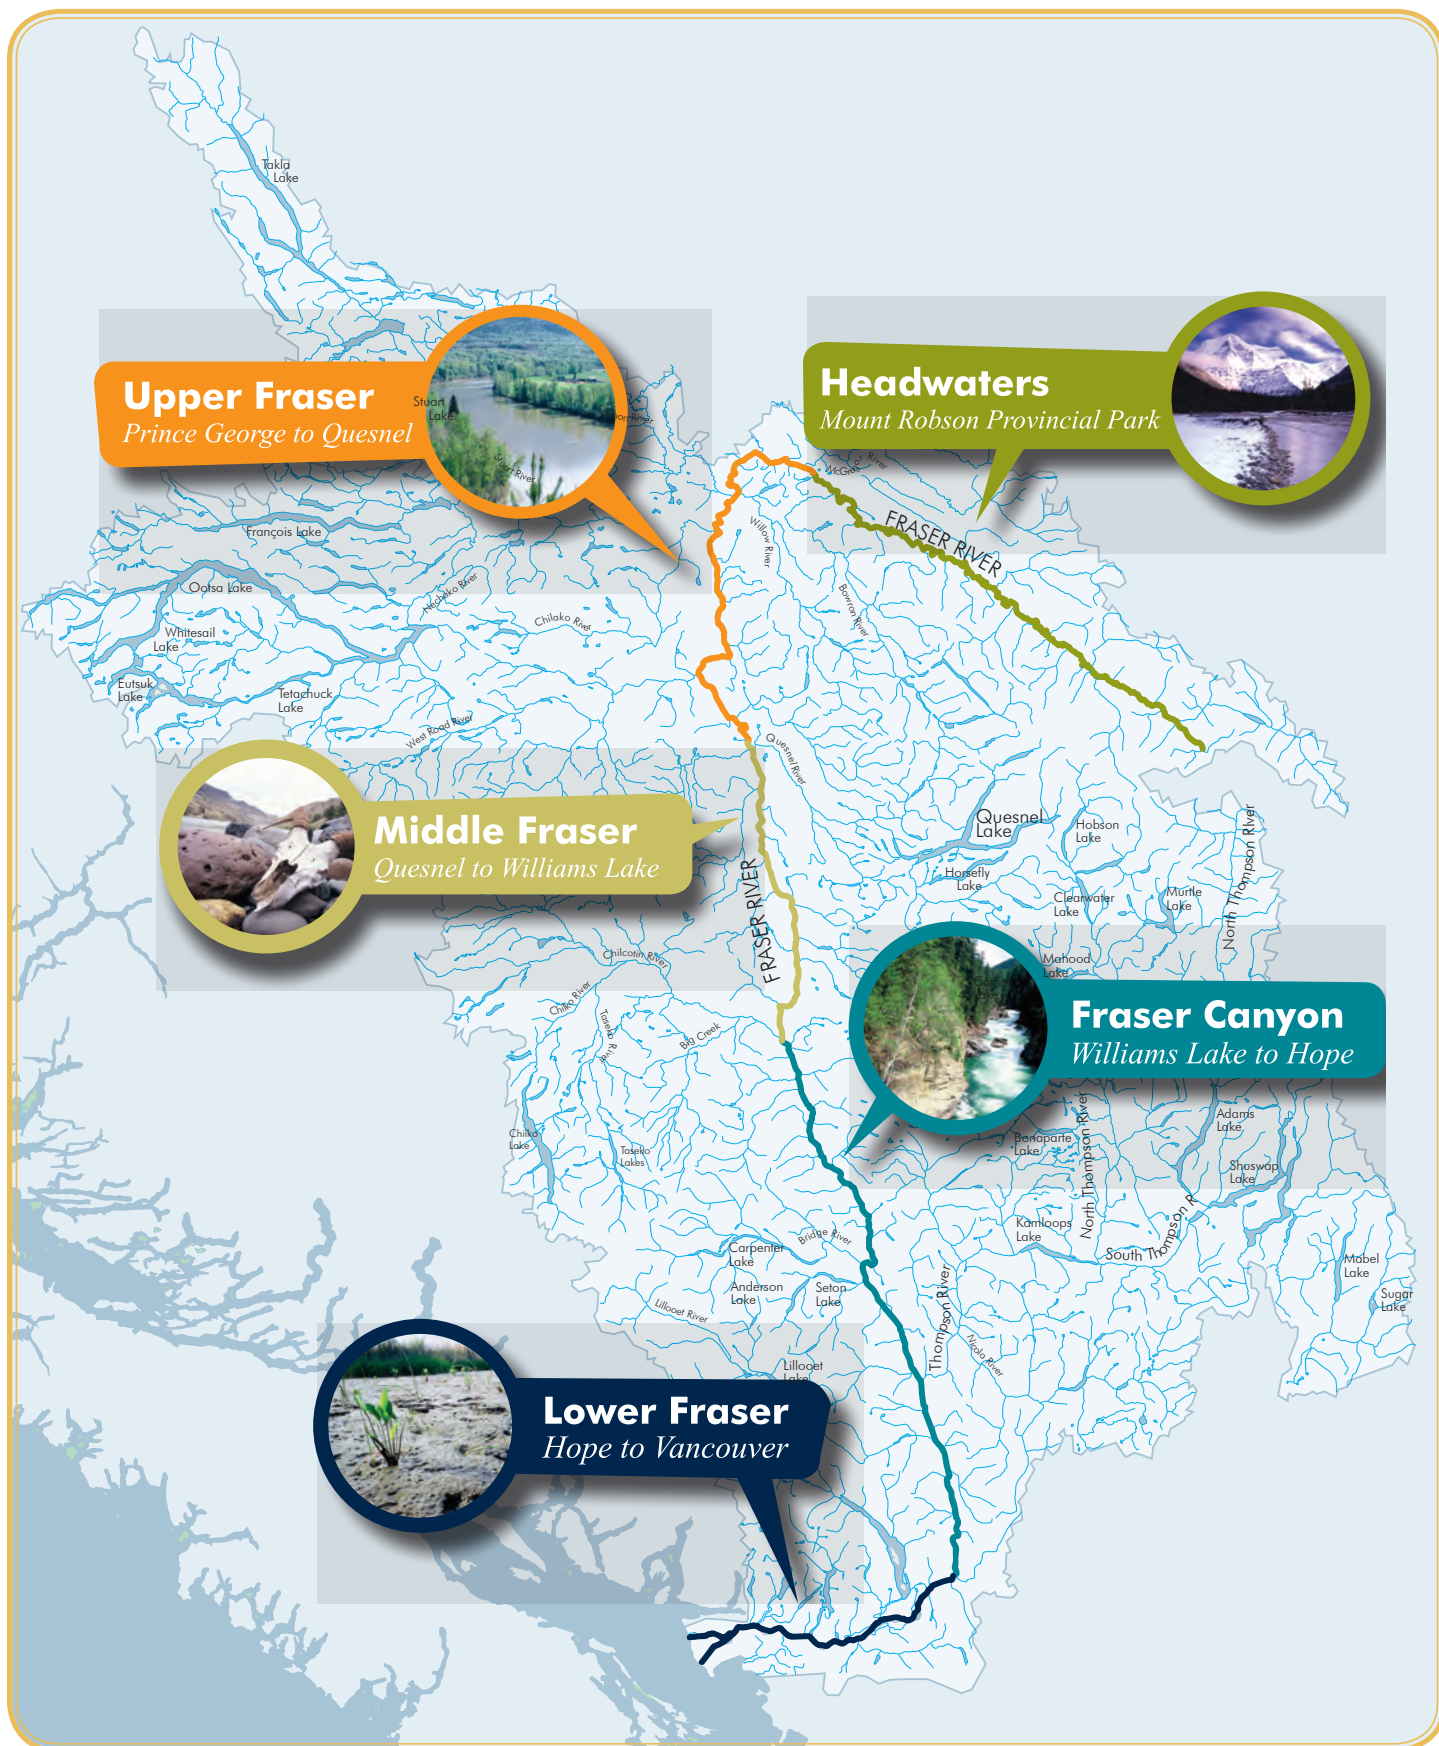 Takla
Lake
Upper Fraser
Prince George to Quesnel
Stuart
Lake
Stuart River
Headwaters
Mount Robson Provincial Park
McGregor River
FRASER RIVER
Willow River
Bowron River
François Lake
Ootsa Lake
Nechako River
Chilako River
Whitesail
Lake
Eutsuk
Lake
Tetachuck
Lake
West Road River
Quesnel River
Middle Fraser
Quesnel to Williams Lake
FRASER RIVER
Quesnel
Lake
Hobson
Lake
Horsefly
Lake
Clearwater
Lake
Murtle
Lake
North Thompson RIver
Mahood
Lake
Chilcotin River
Chilko River
Taseko River
Big Creek
Fraser Canyon
Williams Lake to Hope
Chilko
Lake
Taseko
Lakes
Bonaparte
Lake
North Thompson River
Adams
Lake
Shuswap
Lake
Kamloops
Lake
South Thompson R
Mabel
Lake
Sugar
Lake
Bridge River
Carpenter
Lake
Anderson
Lake
Seton
Lake
Lillooet River
Thompson River
Nicola River
Lillooet
Lake
Lower Fraser
Hope to Vancouver